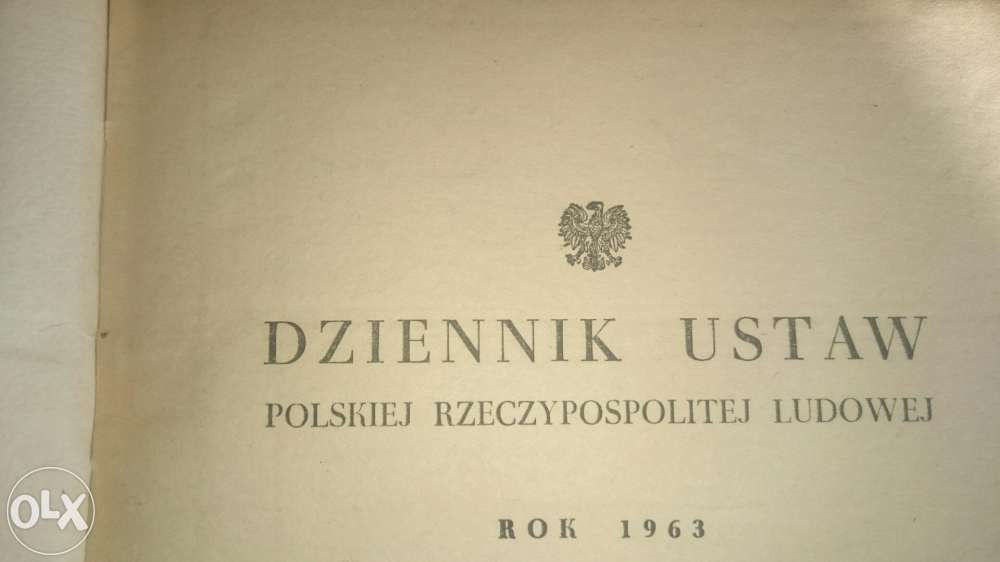 DZIENNIK USTAW
POLSKIEJ RZECZYPOSPOLITEJ LUDOWEJ
ROK 1963
OLX